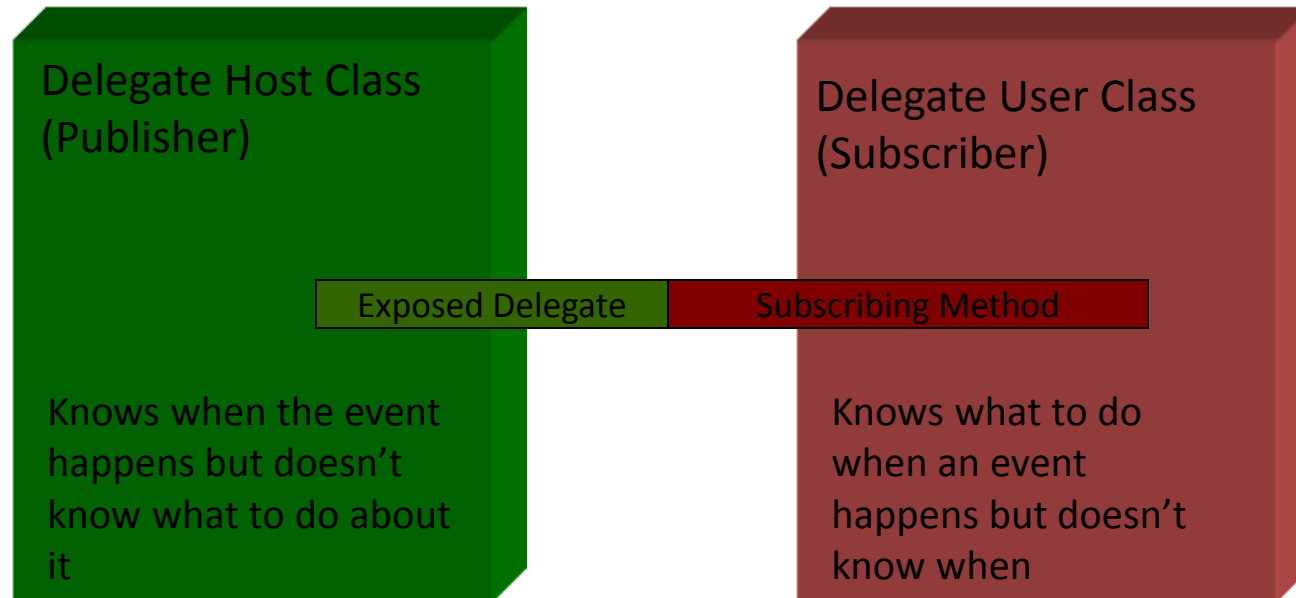 Delegate Host Class
(Publisher)
Delegate User Class
(Subscriber)
Exposed Delegate
Subscribing Method
Knows when the event
happens but doesn’t
know what to do about
it
Knows what to do
when an event
happens but doesn’t
know when